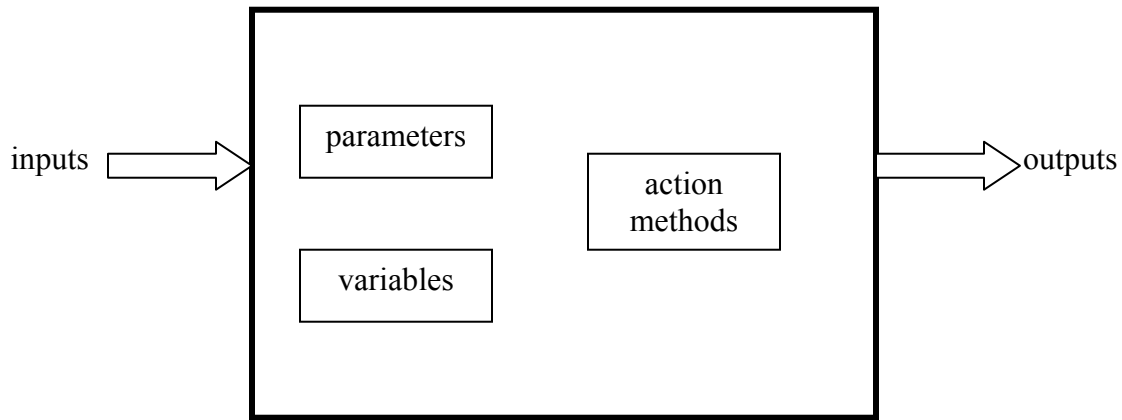 inputs
parameters
variables
action
methods
outputs